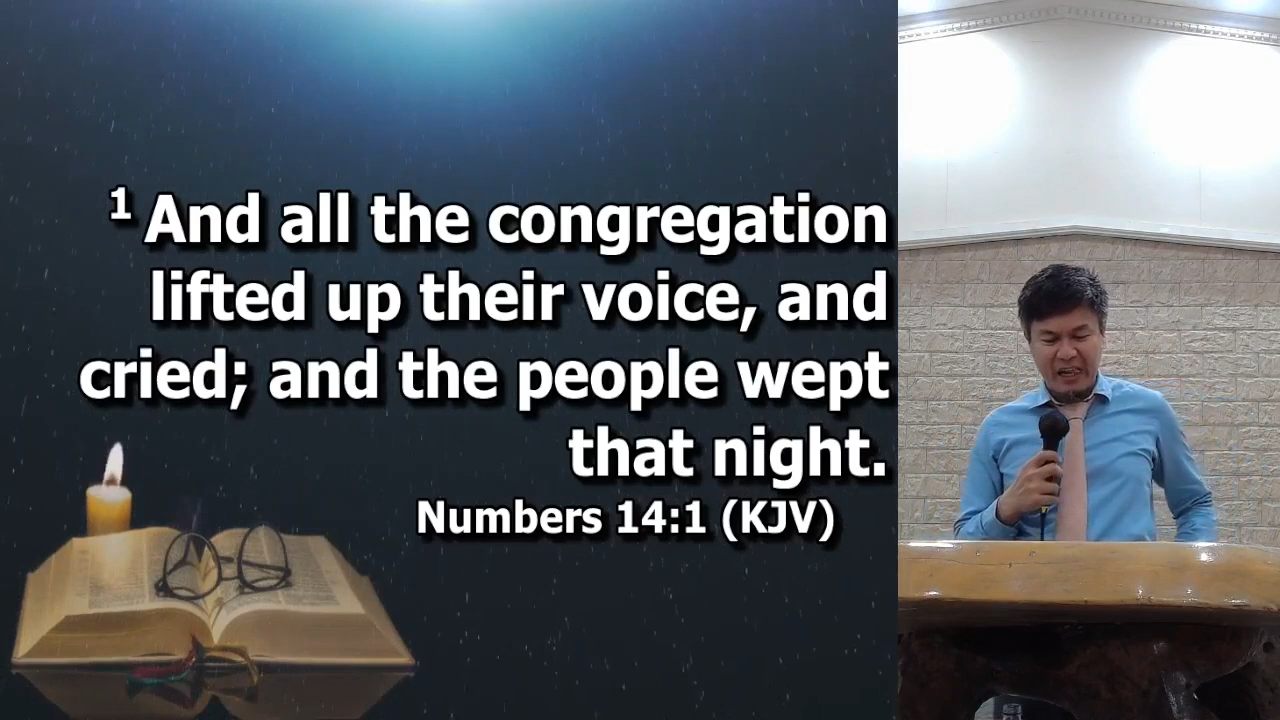 1 And all the congregation
lifted up their voice, and
cried; and the people wept
that night.
Numbers 14:1 (KJV)